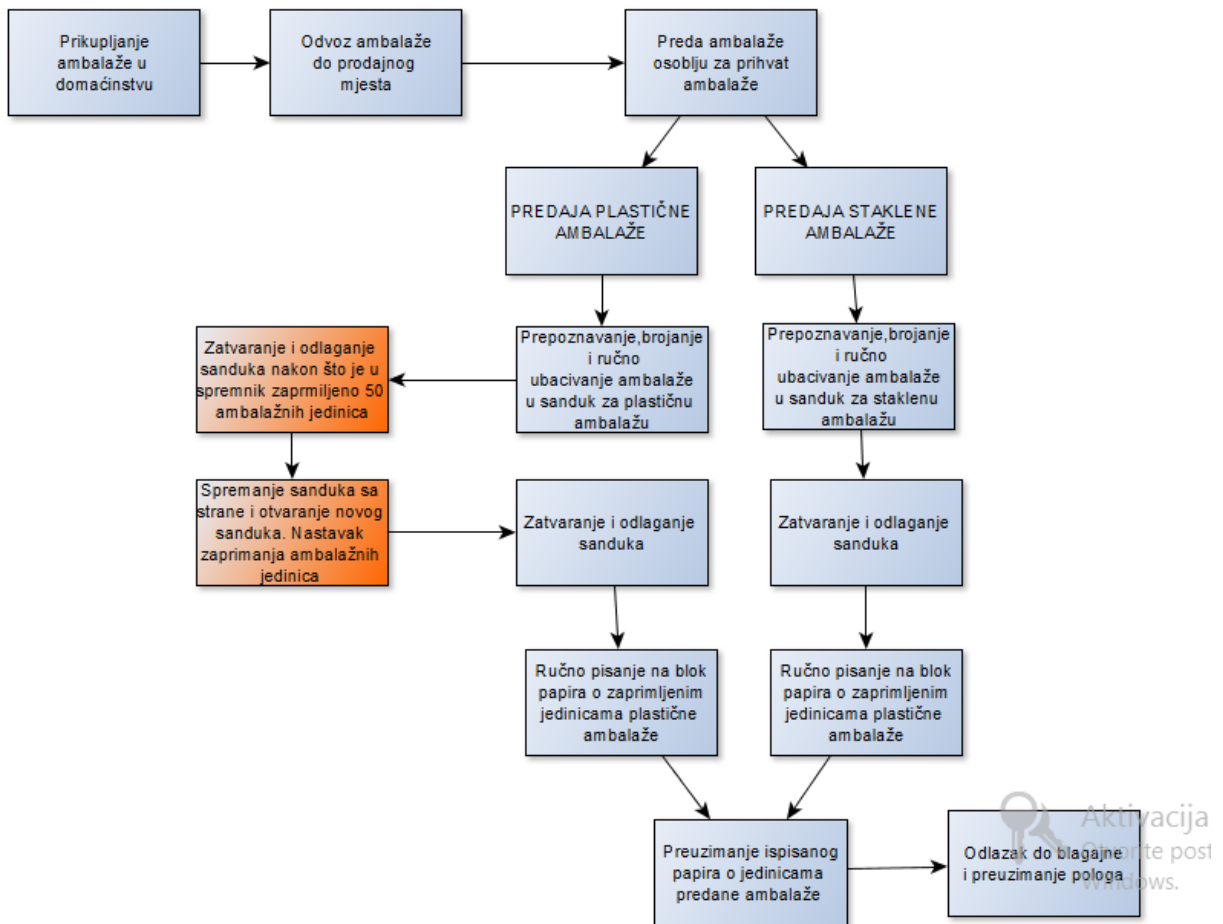 Prikupljanje
ambalaže u
domaćinstvu
Odvoz ambalaže
do prodajnog
mjesta
Preda ambalaže
osoblju za prihvat
ambalaže
PREDAJA PLASTIČNE
AMBALAŽE
PREDAJA STAKLENE
AMBALAŽE
Zatvaranje i odlaganje
sanduka nakon što je u
spremnik zaprmiljeno 50
ambalažnih jedinica
Prepoznavanje,brojanje
i ručno
ubacivanje ambalaže
u sanduk za plastičnu
ambalažu
Prepoznavanje,brojanje
i ručno
ubacivanje ambalaže
u sanduk za staklenu
ambalažu
Spremanje sanduka sa
strane i otvaranje novog
sanduka. Nastavak
zaprimanja ambalažnih
jedinica
Zatvaranje i odlaganje
sanduka
Zatvaranje i odlaganje
sanduka
Ručno pisanje na blok
papira o zaprimljenim
jedinicama plastične
ambalaže
Ručno pisanje na blok
papira o zaprimljenim
jedinicama plastične
ambalaže
Preuzimanje ispisanog
papira o jedinicama
predane ambalaže
Odlazak do blagajne
i preuzimanje pologa
Aktivacija
Otvorite post
Windows.